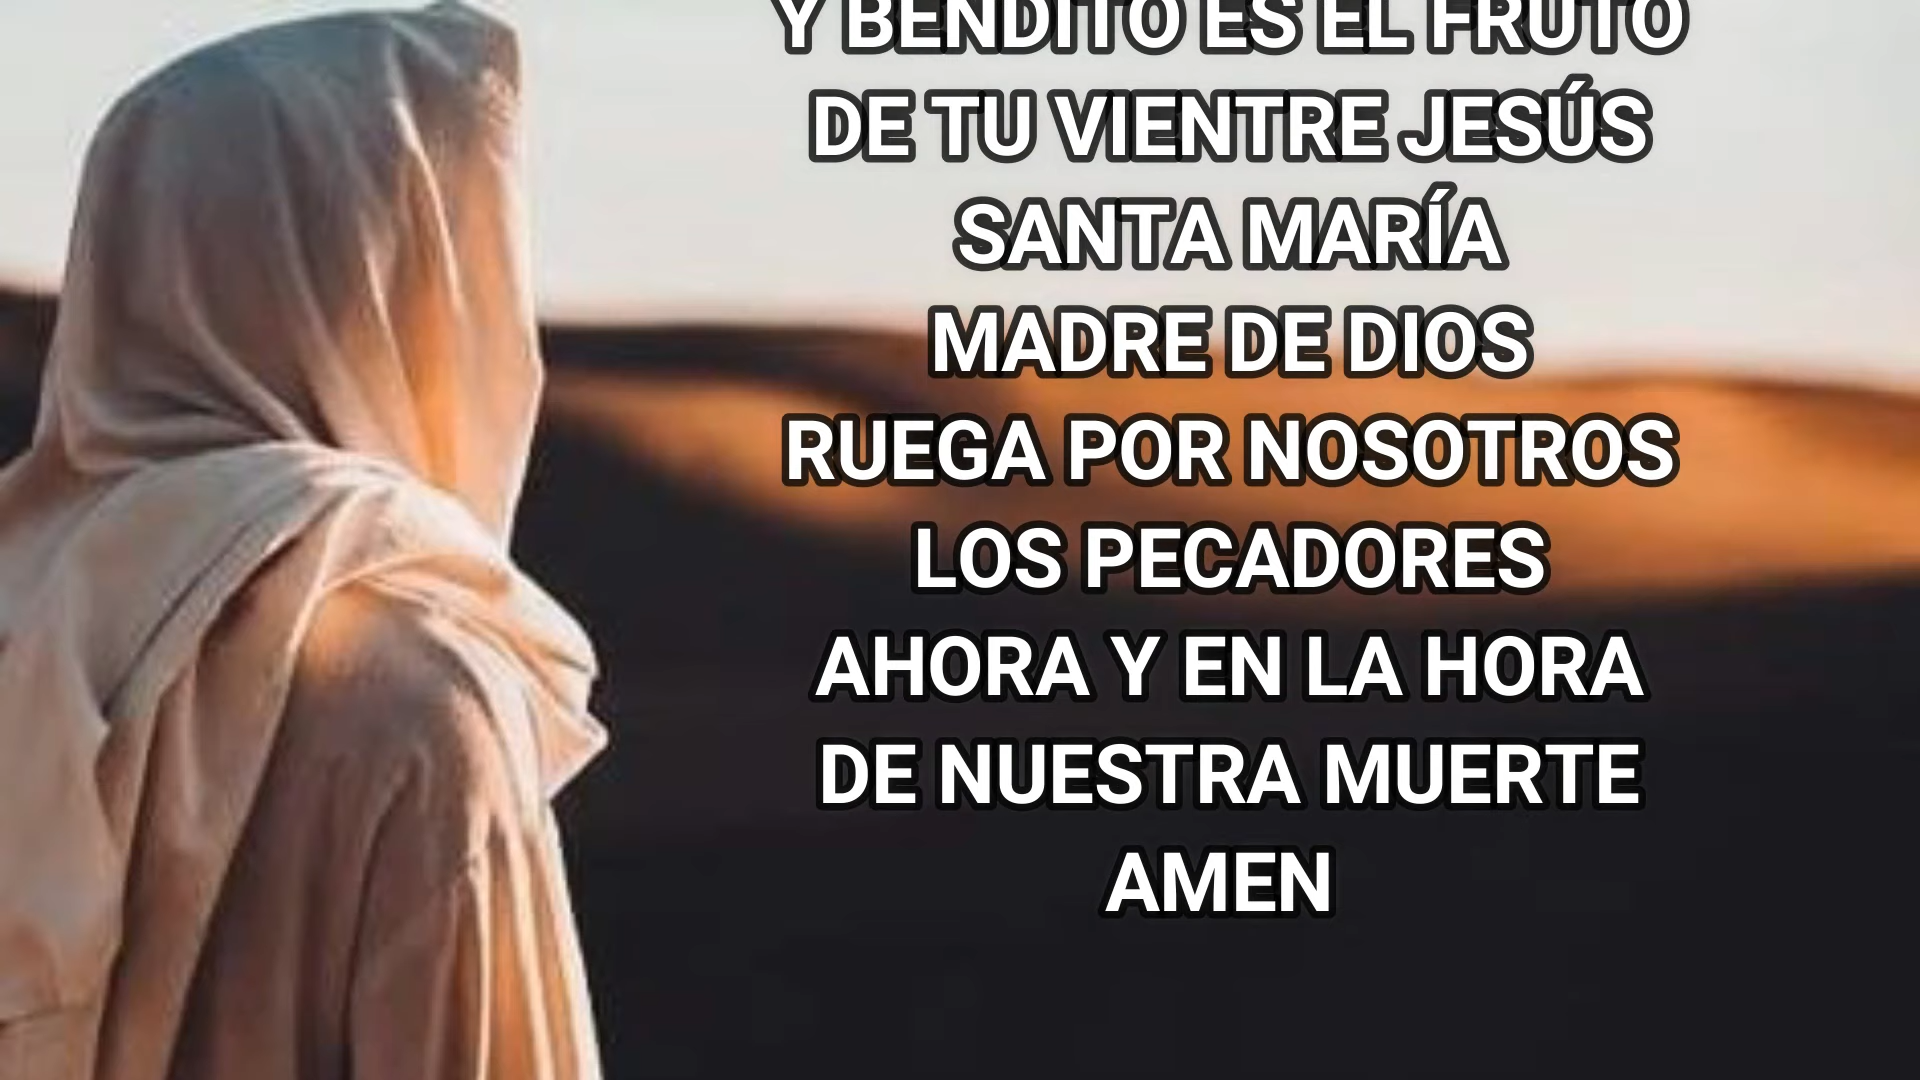 Y BENDITO ES EL FRUTO
DE TU VIENTRE JESÚS
SANTA MARÍA
MADRE DE DIOS
RUEGA POR NOSOTROS
LOS PECADORES
AHORA Y EN LA HORA
DE NUESTRA MUERTE
AMEN